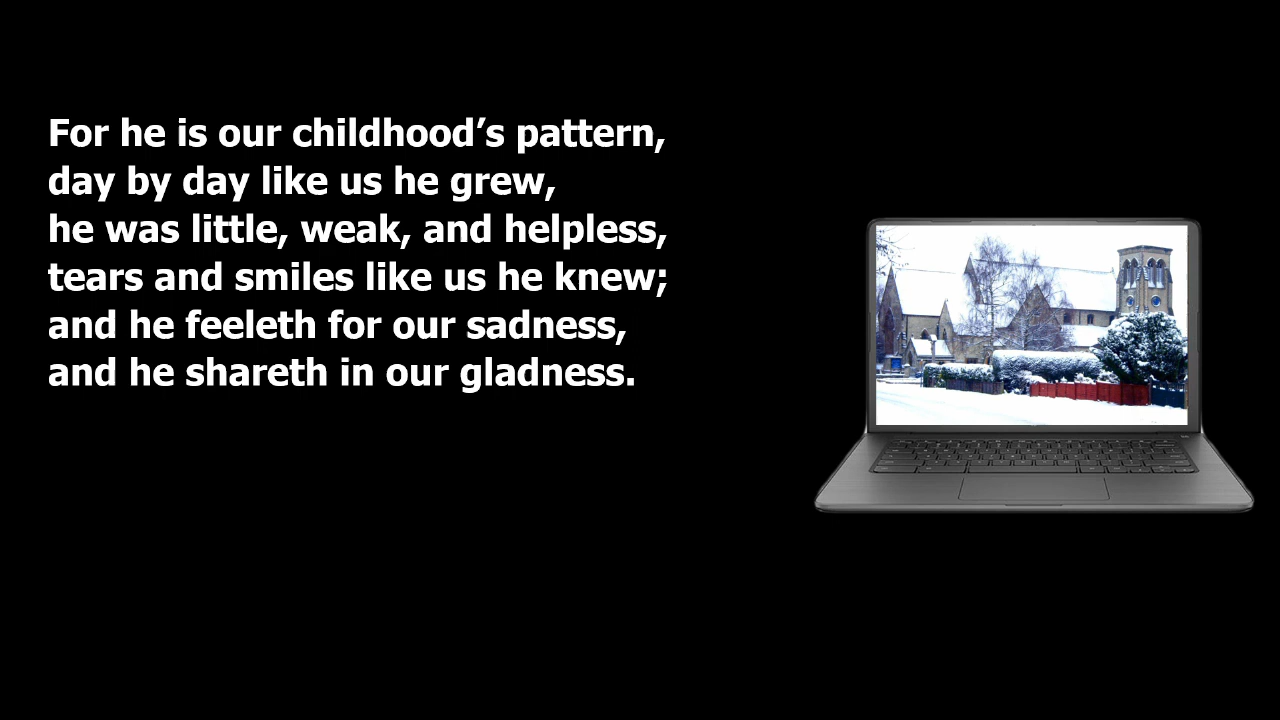 For he is our childhood’s pattern,
day by day like us he grew,
he was little, weak, and helpless,
tears and smiles like us he knew;
and he feeleth for our sadness,
and he shareth in our gladness.